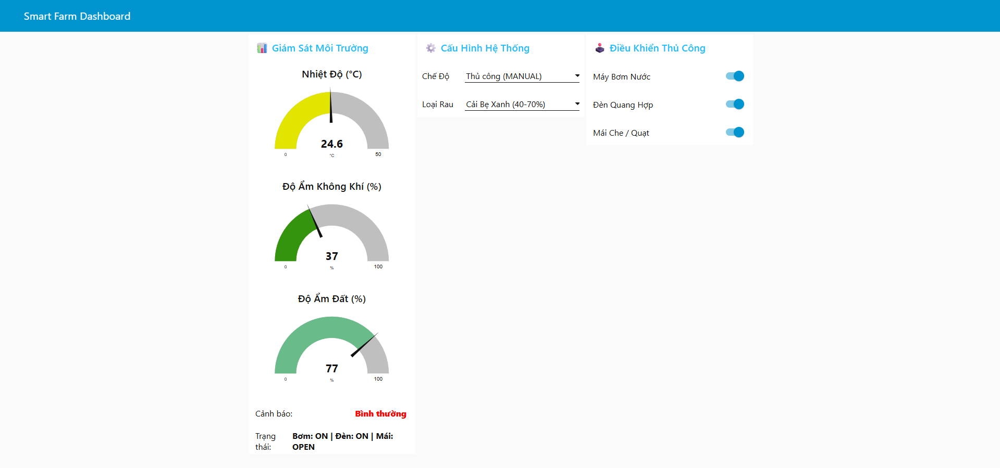 Smart Farm Dashboard
Giám Sát Môi Trường
Nhiệt Độ (°C)
24.6
°C
0
50
Độ Ẩm Không Khí (%)
37
%
0
100
Độ Ẩm Đất (%)
77
%
0
100
Cảnh báo: Bình thường
Trạng thái:
Bơm: ON | Đèn: ON | Mái: OPEN
Cấu Hình Hệ Thống
Chế Độ Thủ công (MANUAL)
Loại Rau Cải Bẹ Xanh (40-70%)
Điều Khiển Thủ Công
Máy Bơm Nước
Đèn Quang Hợp
Mái Che / Quạt